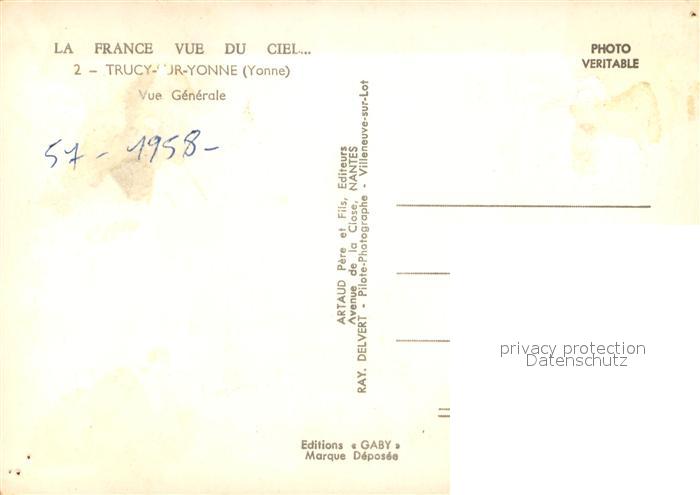 LA FRANCE VUE DU CIEL...
2 - TRUCY-SUR-YONNE (Yonne)
Vue Générale
57 - 1958 -
PHOTO
VERITABLE
ARTAUD Père et Fils, Editeurs
Avenue de la Close, NANTES
RAY. DELVERT - Pilote-Photographe - Villeneuve-sur-Lot
Editions « GABY »
Marque Déposée
privacy protection
Datenschutz